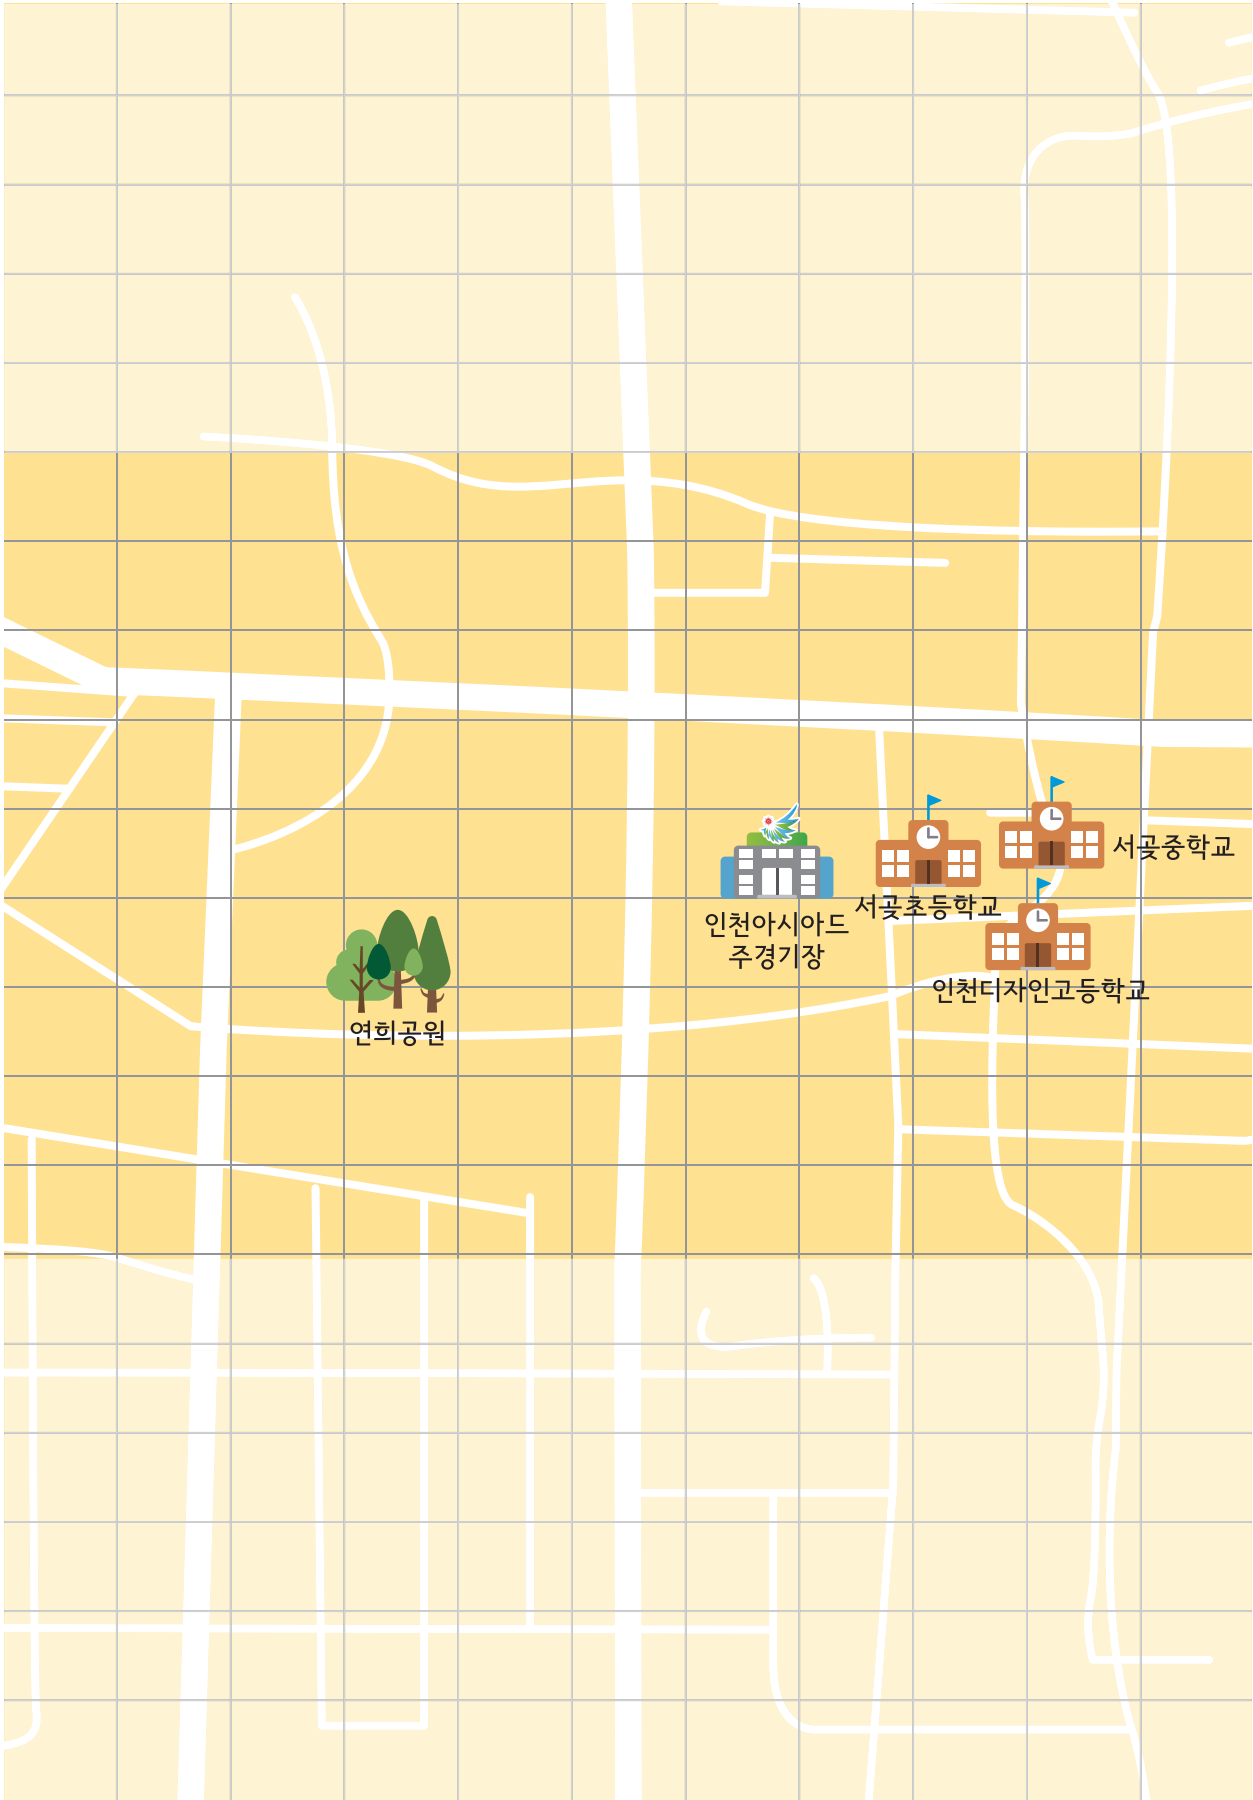 서곶중학교
서곶초등학교
인천아시아드
주경기장
인천디자인고등학교
연희공원